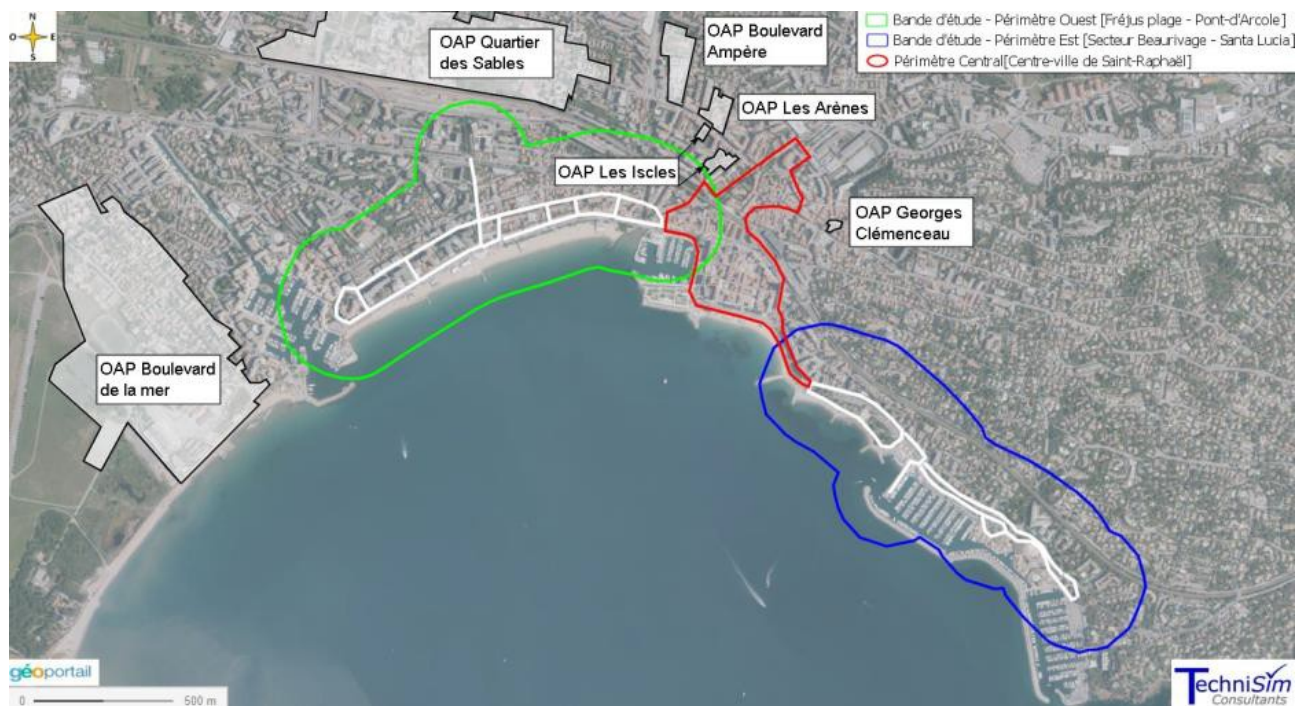 N
O
E
S
OAP Quartier
des Sables
OAP Boulevard
Ampère
Bande d'étude - Périmètre Ouest [Fréjus plage - Pont-d'Arcole]
Bande d'étude - Périmètre Est [Secteur Beaurivage - Santa Lucia]
Périmètre Central[Centre-ville de Saint-Raphaël]
OAP Les Arènes
OAP Les Iscles
OAP Georges
Clémenceau
OAP Boulevard
de la mer
géoportail
0 500 m
TechniSim
Consultants